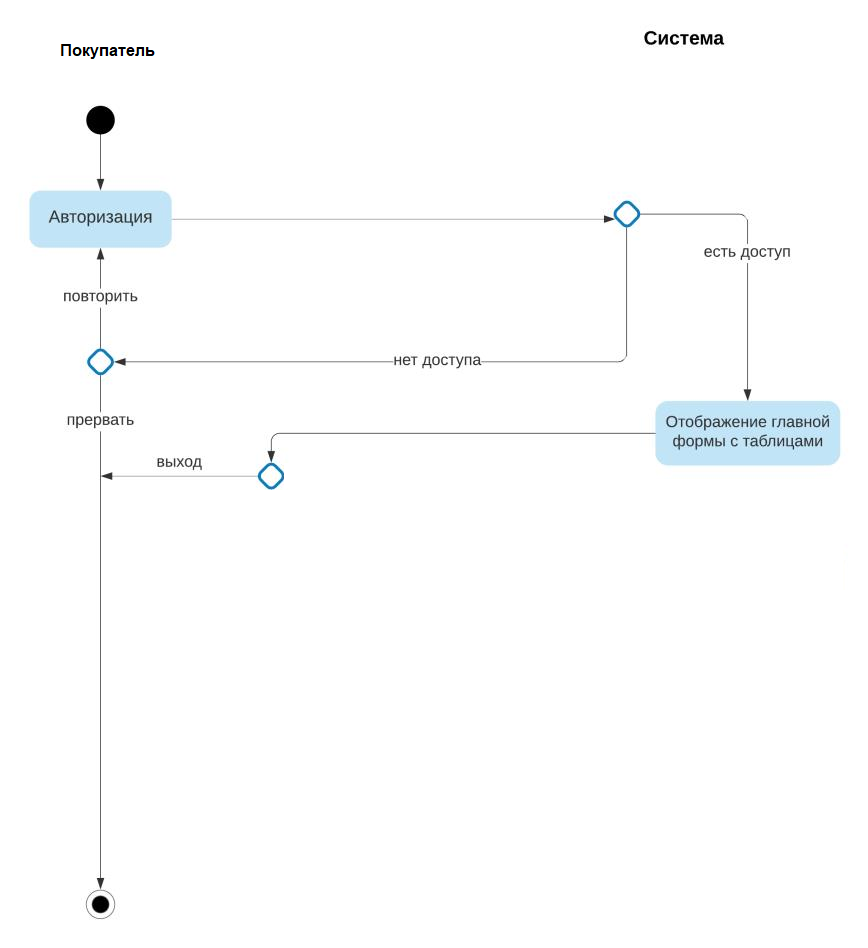 Покупатель
Система
Авторизация
есть доступ
повторить
нет доступа
прервать
Отображение главной
формы с таблицами
выход